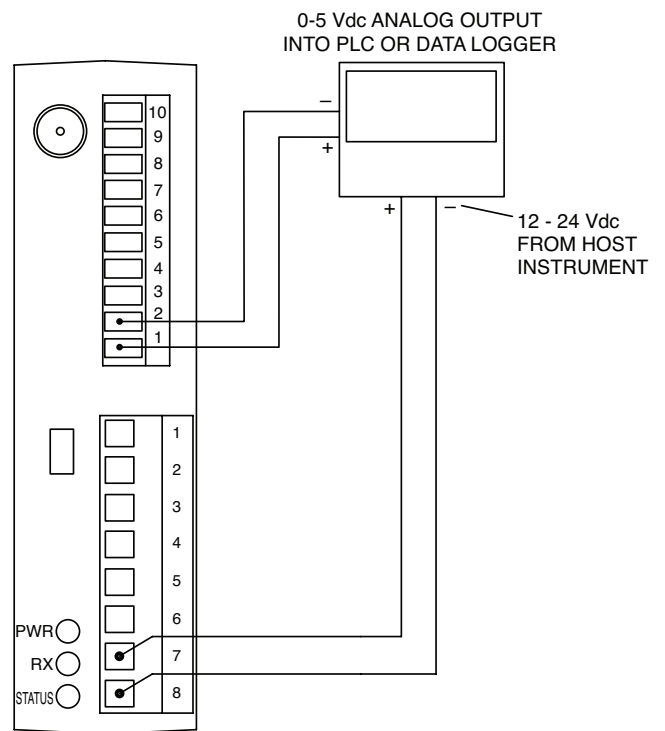 0-5 Vdc ANALOG OUTPUT
INTO PLC OR DATA LOGGER
10
9
8
7
6
5
4
3
2
1
–
+
+
–
12 - 24 Vdc
FROM HOST
INSTRUMENT
1
2
3
4
5
6
7
8
PWR
RX
STATUS